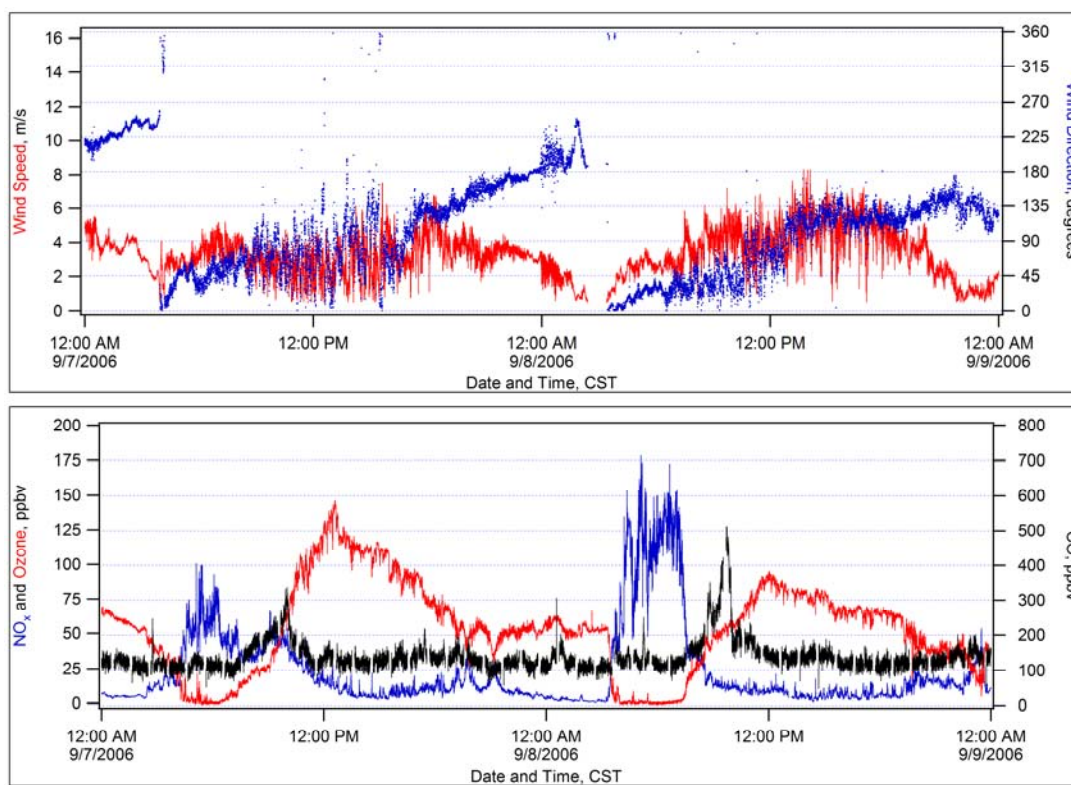 Wind Speed, m/s
16
14
12
10
8
6
4
2
0
360
315
270
225
180
135
90
45
0
Wind Direction, degrees
12:00 AM
9/7/2006
12:00 PM
12:00 AM
9/8/2006
12:00 PM
12:00 AM
9/9/2006
Date and Time, CST
NOx and Ozone, ppbv
200
175
150
125
100
75
50
25
0
800
700
600
500
400
300
200
100
0
CO, ppbv
12:00 AM
9/7/2006
12:00 PM
12:00 AM
9/8/2006
12:00 PM
12:00 AM
9/9/2006
Date and Time, CST